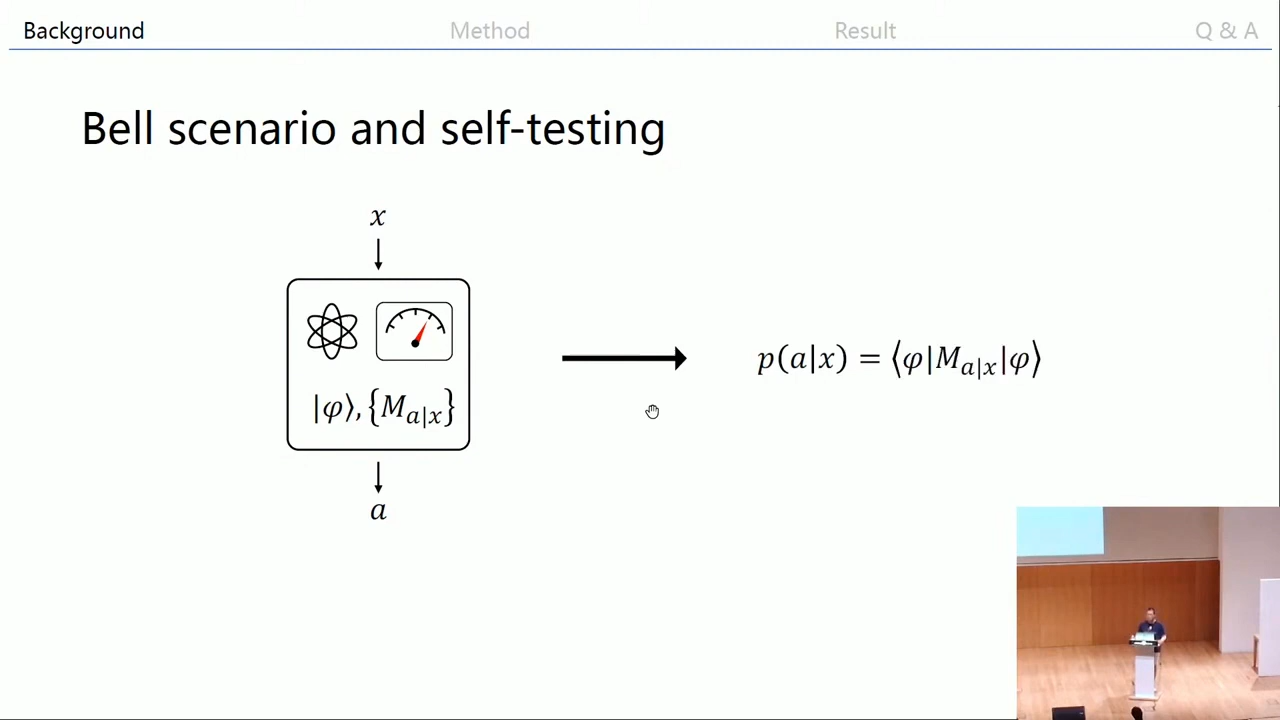 Background Method Result Q & A
Bell scenario and self-testing
x
|φ⟩, {M_{a|x}}
p(a|x) = ⟨φ|M_{a|x}|φ⟩
a